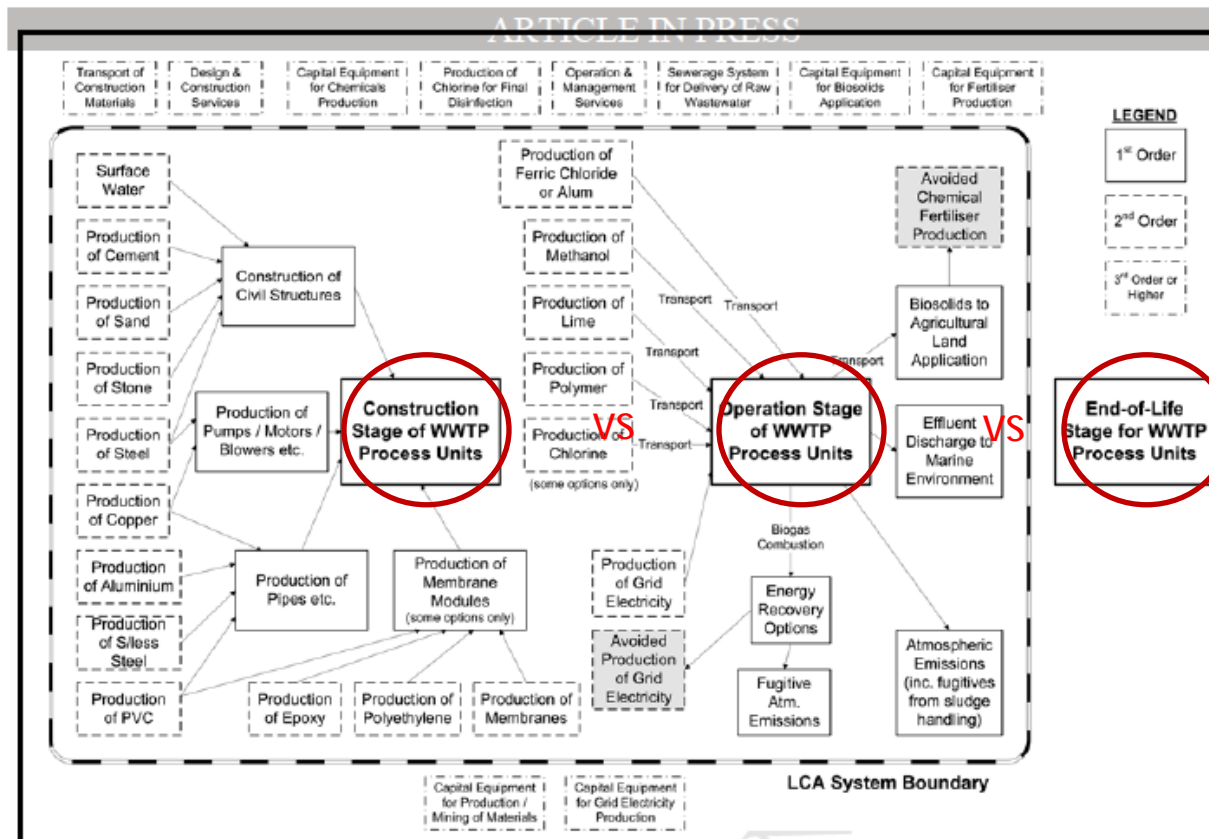 ARTICLE IN PRESS
Transport of
Construction
Materials
Design &
Construction
Services
Capital Equipment
for Chemicals
Production
Production of
Chlorine for Final
Disinfection
Operation &
Management
Services
Sewerage System
for Delivery of Raw
Wastewater
Capital Equipment
for Biosolids
Application
Capital Equipment
for Fertiliser
Production
LEGEND
1st Order
2nd Order
3rd Order or
Higher
Surface
Water
Production
of Cement
Production
of Sand
Production
of Stone
Production
of Steel
Production
of Copper
Production
of Aluminium
Production
of S/less
Steel
Production
of PVC
Construction of
Civil Structures
Production of
Pumps / Motors /
Blowers etc.
Production of
Pipes etc.
Construction
Stage of WWTP
Process Units
Production of
Membrane
Modules
(some options only)
Production
of Epoxy
Production of
Polyethylene
Production of
Membranes
Production of
Ferric Chloride
or Alum
Production of
Methanol
Production of
Lime
Production of
Polymer
Production of
Chlorine
(some options only)
VS
Transport
Transport
Transport
Transport
Transport
Operation Stage
of WWTP
Process Units
Production
of Grid
Electricity
Avoided
Production
of Grid
Electricity
Biogas
Combustion
Energy
Recovery
Options
Fugitive
Atm.
Emissions
Avoided
Chemical
Fertiliser
Production
Biosolids to
Agricultural
Land
Application
Transport
Effluent
Discharge to
Marine
Environment
VS
Atmospheric
Emissions
(inc. fugitives
from sludge
handling)
End-of-Life
Stage for WWTP
Process Units
LCA System Boundary
Capital Equipment
for Production /
Mining of Materials
Capital Equipment
for Grid Electricity
Production